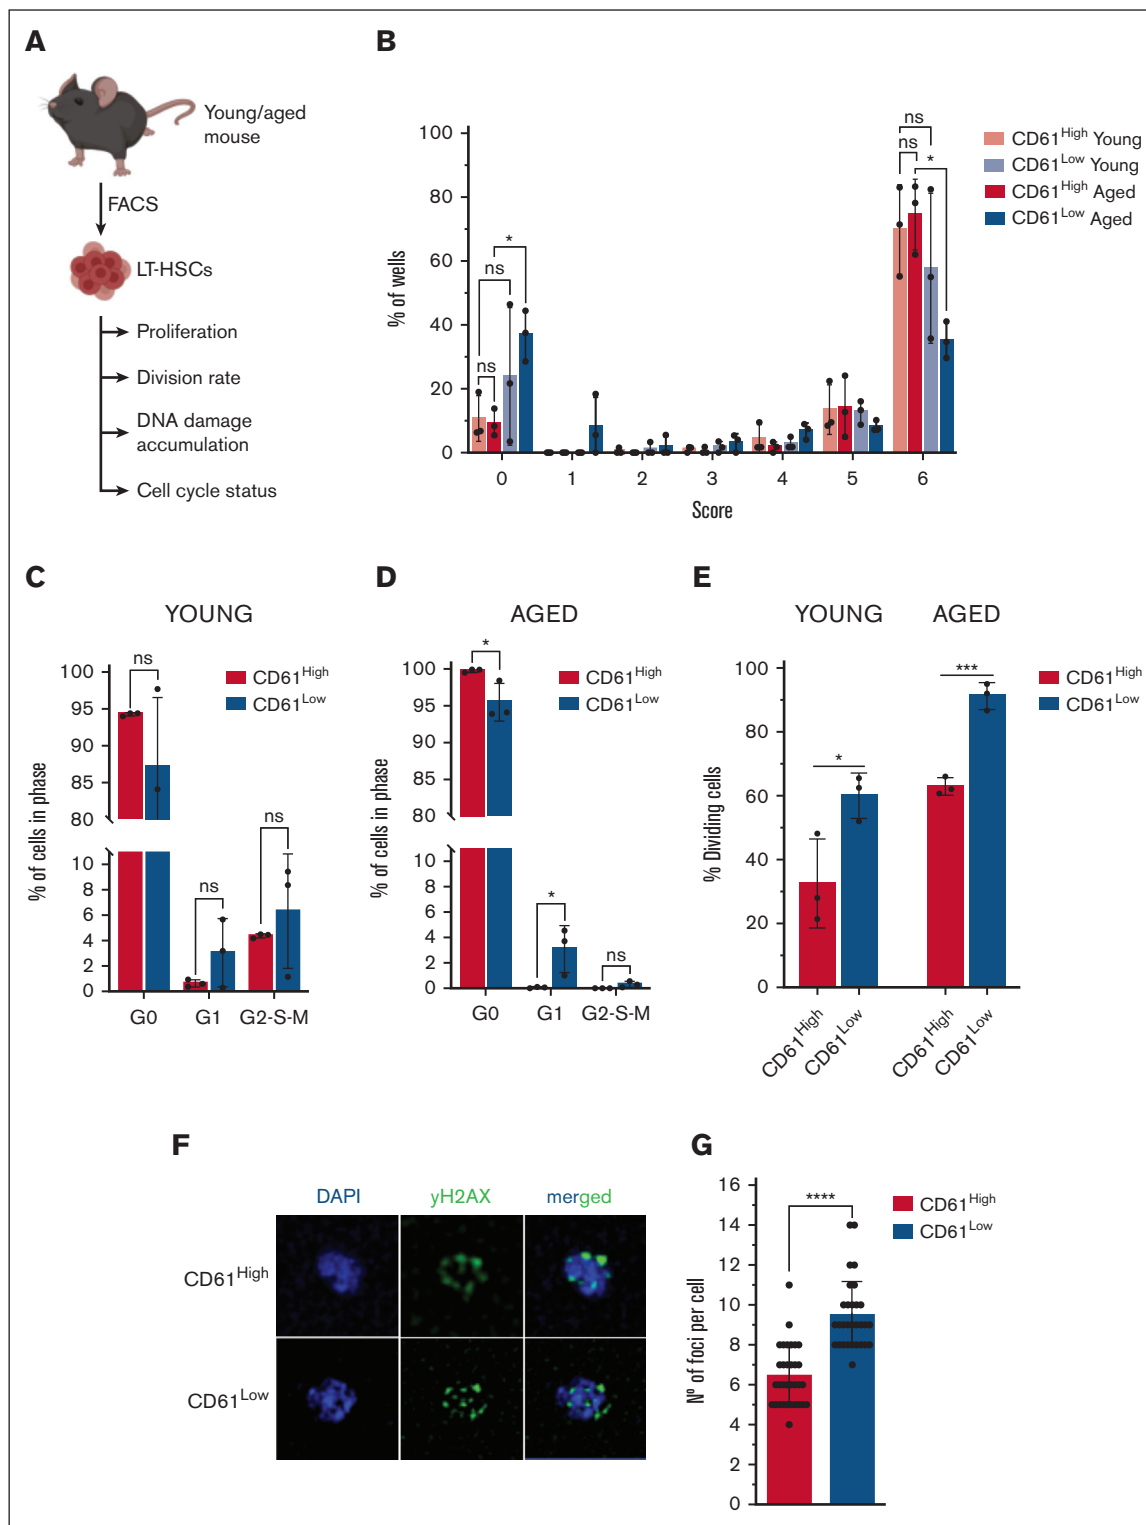 A
Young/aged
mouse
FACS
LT-HSCs
Proliferation
Division rate
DNA damage
accumulation
Cell cycle status
B
% of wells
100
80
60
40
20
0
ns
ns
*
ns
ns
*
0 1 2 3 4 5 6
Score
CD61High Young
CD61Low Young
CD61High Aged
CD61Low Aged
C
YOUNG
% of cells in phase
100
95
90
85
80
10
8
6
4
2
0
ns
ns
ns
G0 G1 G2-S-M
CD61High
CD61Low
D
AGED
% of cells in phase
100
95
90
85
80
10
8
6
4
2
0
*
*
ns
G0 G1 G2-S-M
CD61High
CD61Low
E
YOUNG AGED
% Dividing cells
100
80
60
40
20
0
*
***
CD61High
CD61Low
CD61High
CD61Low
CD61High
CD61Low
F
DAPI yH2AX merged
CD61High
CD61Low
G
Nº of foci per cell
16
14
12
10
8
6
4
2
0
****
CD61High
CD61Low